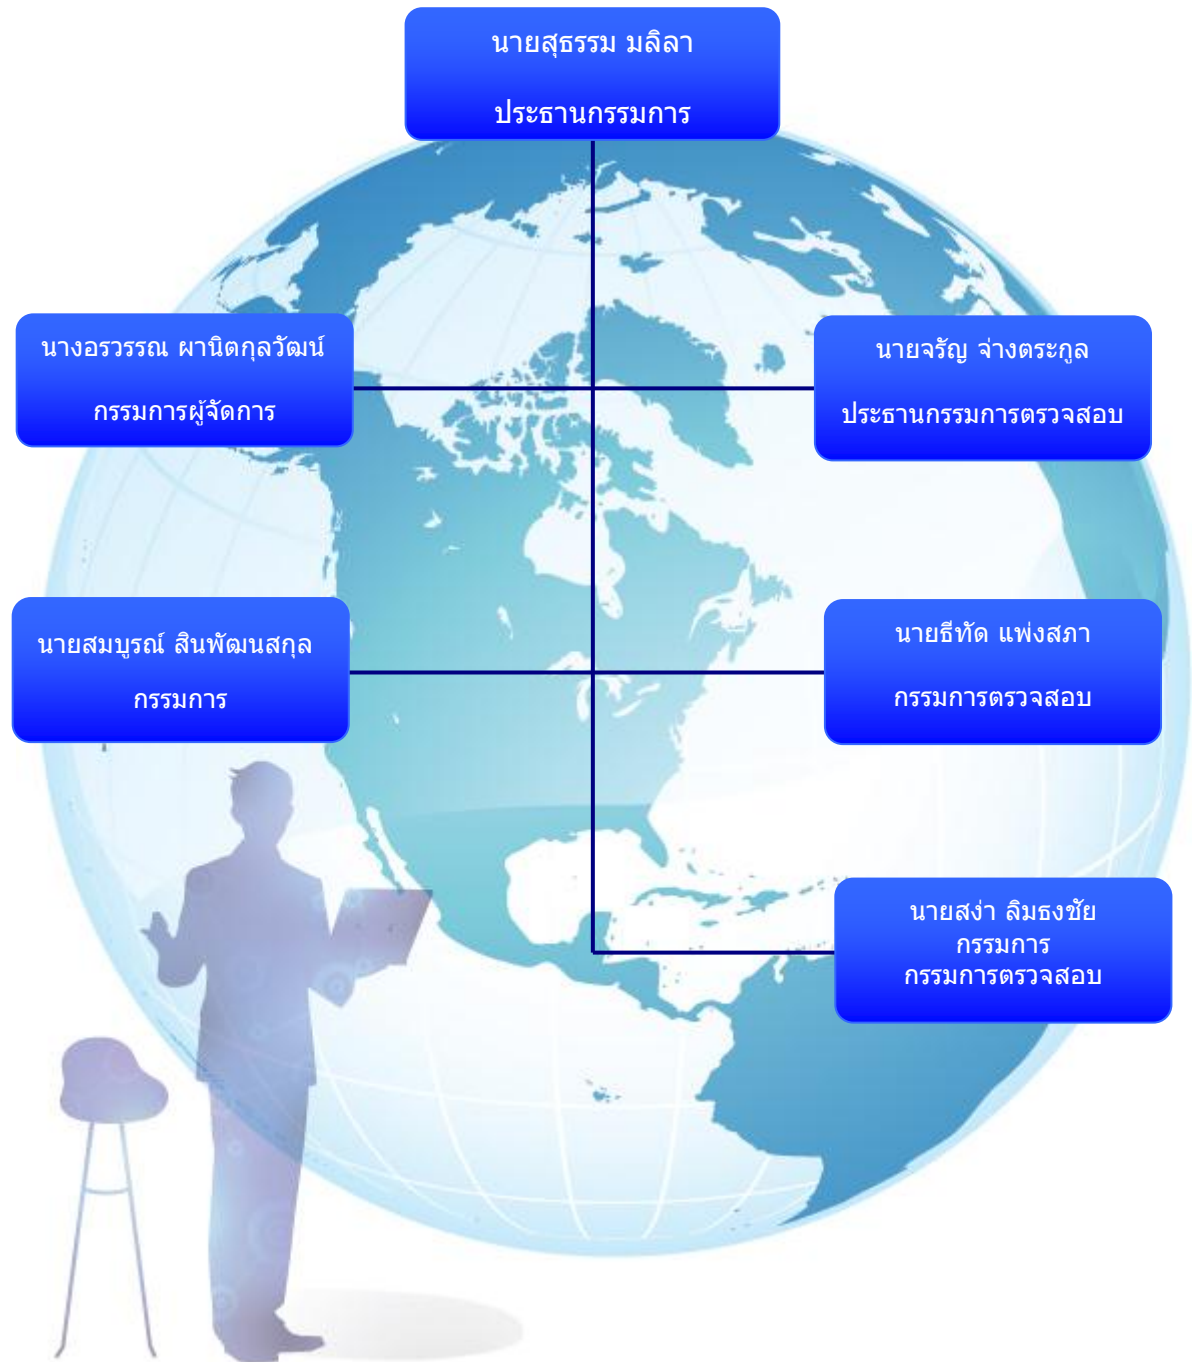 นายสุธรรม มลิลา
ประธานกรรมการ
นางอรวรรณ ผานิตกุลวัฒน์
กรรมการผู้จัดการ
นายจรัญ จ่างตระกูล
ประธานกรรมการตรวจสอบ
นายสมบูรณ์ สินพัฒนสกุล
กรรมการ
นายธีทัด แพ่งสภา
กรรมการตรวจสอบ
นายสง่า ลิมธงชัย
กรรมการ
กรรมการตรวจสอบ